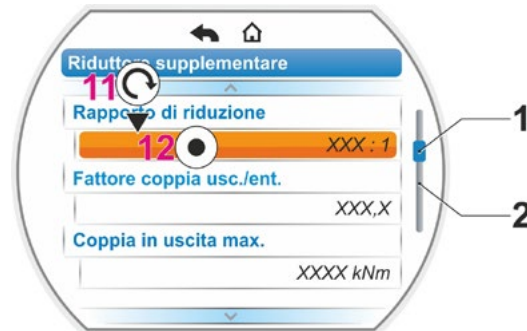 Riduttore supplementare
11
Rapporto di riduzione
12
XXX : 1
1
Fattore coppia usc./ent.
XXX,X
2
Coppia in uscita max.
XXXX kNm